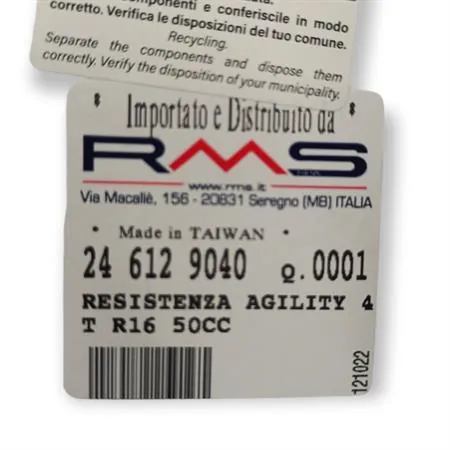 componenti e conferiscile in modo
corretto. Verifica le disposizioni del tuo comune.
Recycling.
Separate the components and dispose them
correctly. Verify the disposition of your municipality.
* Importato e Distribuito da *
RMS
www.rms.it
Via Macallè, 156 - 20831 Seregno (MB) ITALIA
* Made in TAIWAN *
24 612 9040 Q.0001
RESISTENZA AGILITY 4
T R16 50CC
121022